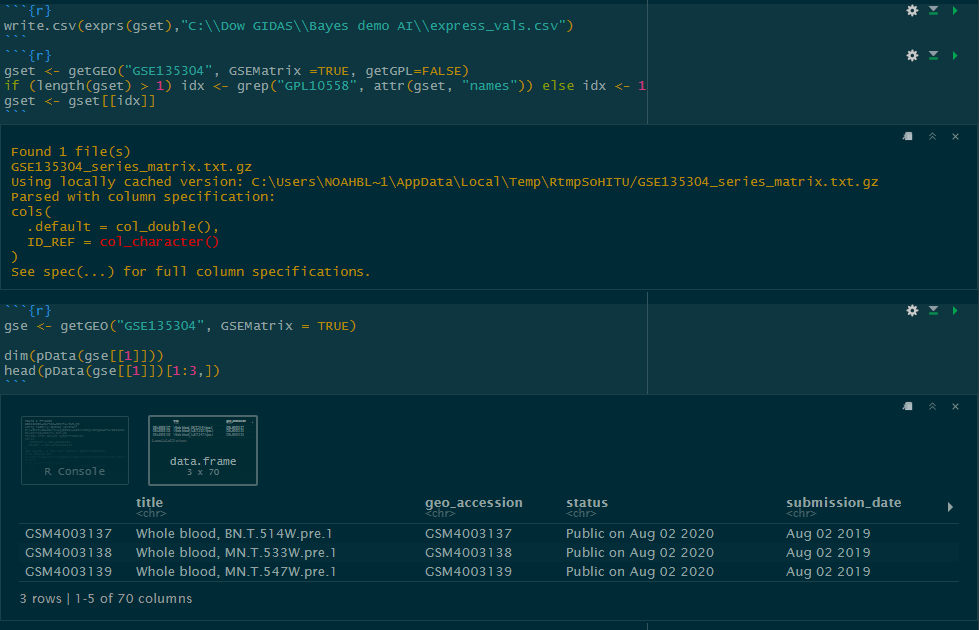 ```{r}
write.csv(exprs(gset),"C:\\Dow GIDAS\\Bayes demo AI\\express_vals.csv")
```
```{r}
gset <- getGEO("GSE135304", GSEMatrix =TRUE, getGPL=FALSE)
if (length(gset) > 1) idx <- grep("GPL10558", attr(gset, "names")) else idx <- 1
gset <- gset[[idx]]
```
Found 1 file(s)
GSE135304_series_matrix.txt.gz
Using locally cached version: C:\Users\NOAHBL~1\AppData\Local\Temp\RtmpSoHITU/GSE135304_series_matrix.txt.gz
Parsed with column specification:
cols(
  .default = col_double(),
  ID_REF = col_character()
)
See spec(...) for full column specifications.
```{r}
gse <- getGEO("GSE135304", GSEMatrix = TRUE)

dim(pData(gse[[1]]))
head(pData(gse[[1]])[1:3,])
```
R Console
data.frame
3 x 70
title geo_accession status submission_date
<chr> <chr> <chr> <chr>
GSM4003137 Whole blood, BN.T.514W.pre.1 GSM4003137 Public on Aug 02 2020 Aug 02 2019
GSM4003138 Whole blood, MN.T.533W.pre.1 GSM4003138 Public on Aug 02 2020 Aug 02 2019
GSM4003139 Whole blood, MN.T.547W.pre.1 GSM4003139 Public on Aug 02 2020 Aug 02 2019
3 rows | 1-5 of 70 columns